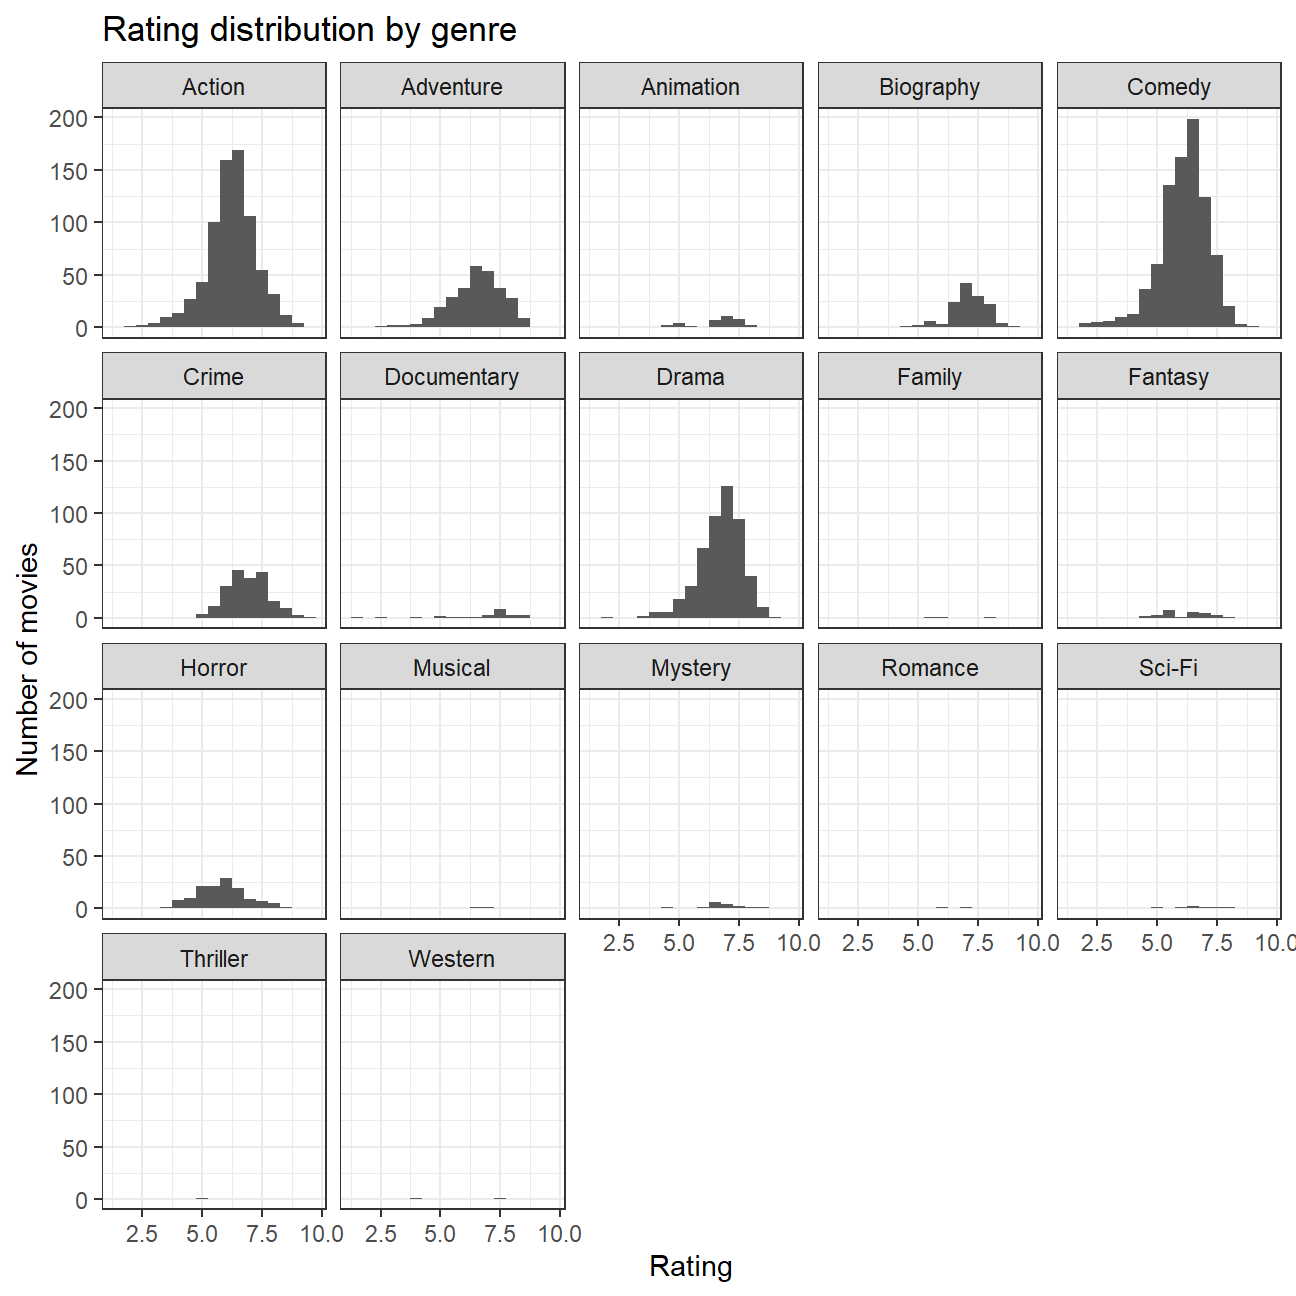 Rating distribution by genre
Action Adventure Animation Biography Comedy
200
150
100
50
0
Crime Documentary Drama Family Fantasy
200
150
100
50
0
Horror Musical Mystery Romance Sci-Fi
200
150
100
50
0
2.5 5.0 7.5 10.0 2.5 5.0 7.5 10.0 2.5 5.0 7.5 10.0
Thriller Western
200
150
100
50
0
2.5 5.0 7.5 10.0 2.5 5.0 7.5 10.0
Number of movies
Rating